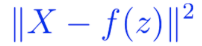 ‖X − f(z)‖²